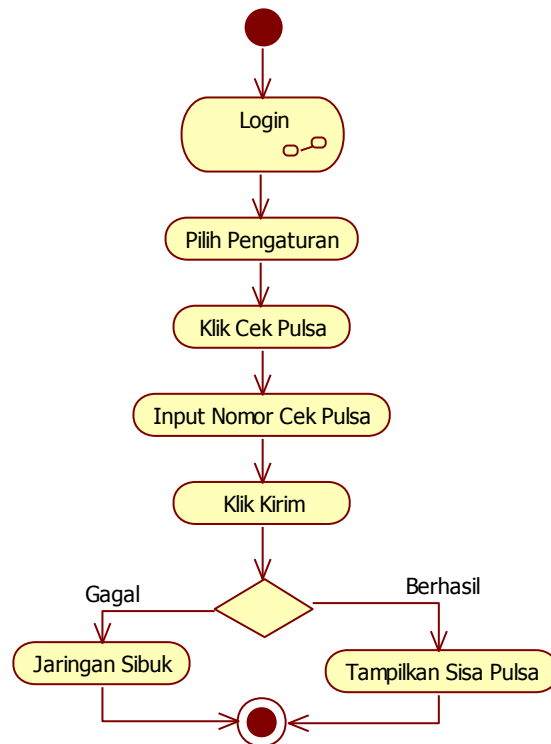 Login
Pilih Pengaturan
Klik Cek Pulsa
Input Nomor Cek Pulsa
Klik Kirim
Gagal
Berhasil
Jaringan Sibuk
Tampilkan Sisa Pulsa